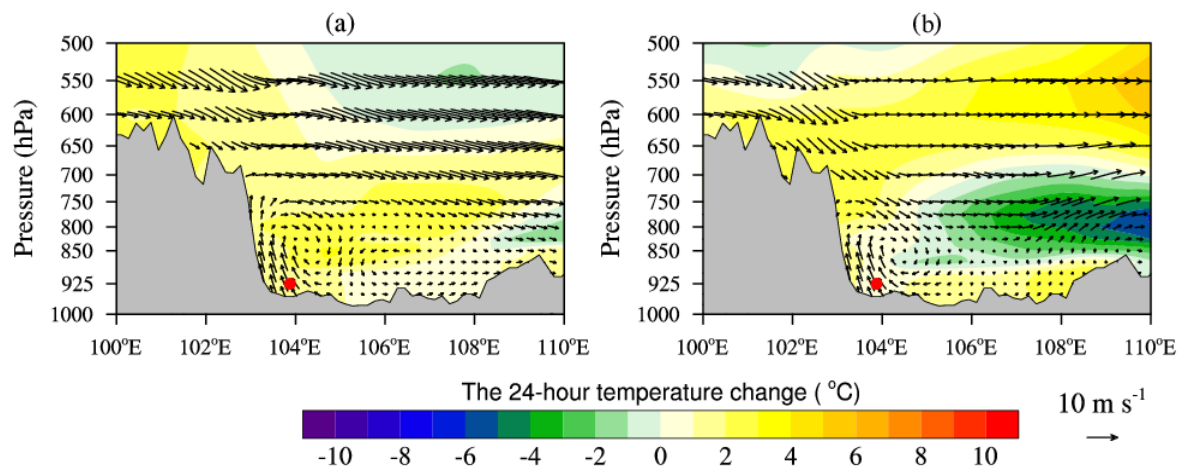 (a) (b)
500 500
550 550
600 600
650 650
700 700
750 750
800 800
850 850
925 925
1000 1000
Pressure (hPa) Pressure (hPa)
100°E 102°E 104°E 106°E 108°E 110°E 100°E 102°E 104°E 106°E 108°E 110°E
The 24-hour temperature change ( °C)
10 m s⁻¹
-10 -8 -6 -4 -2 0 2 4 6 8 10